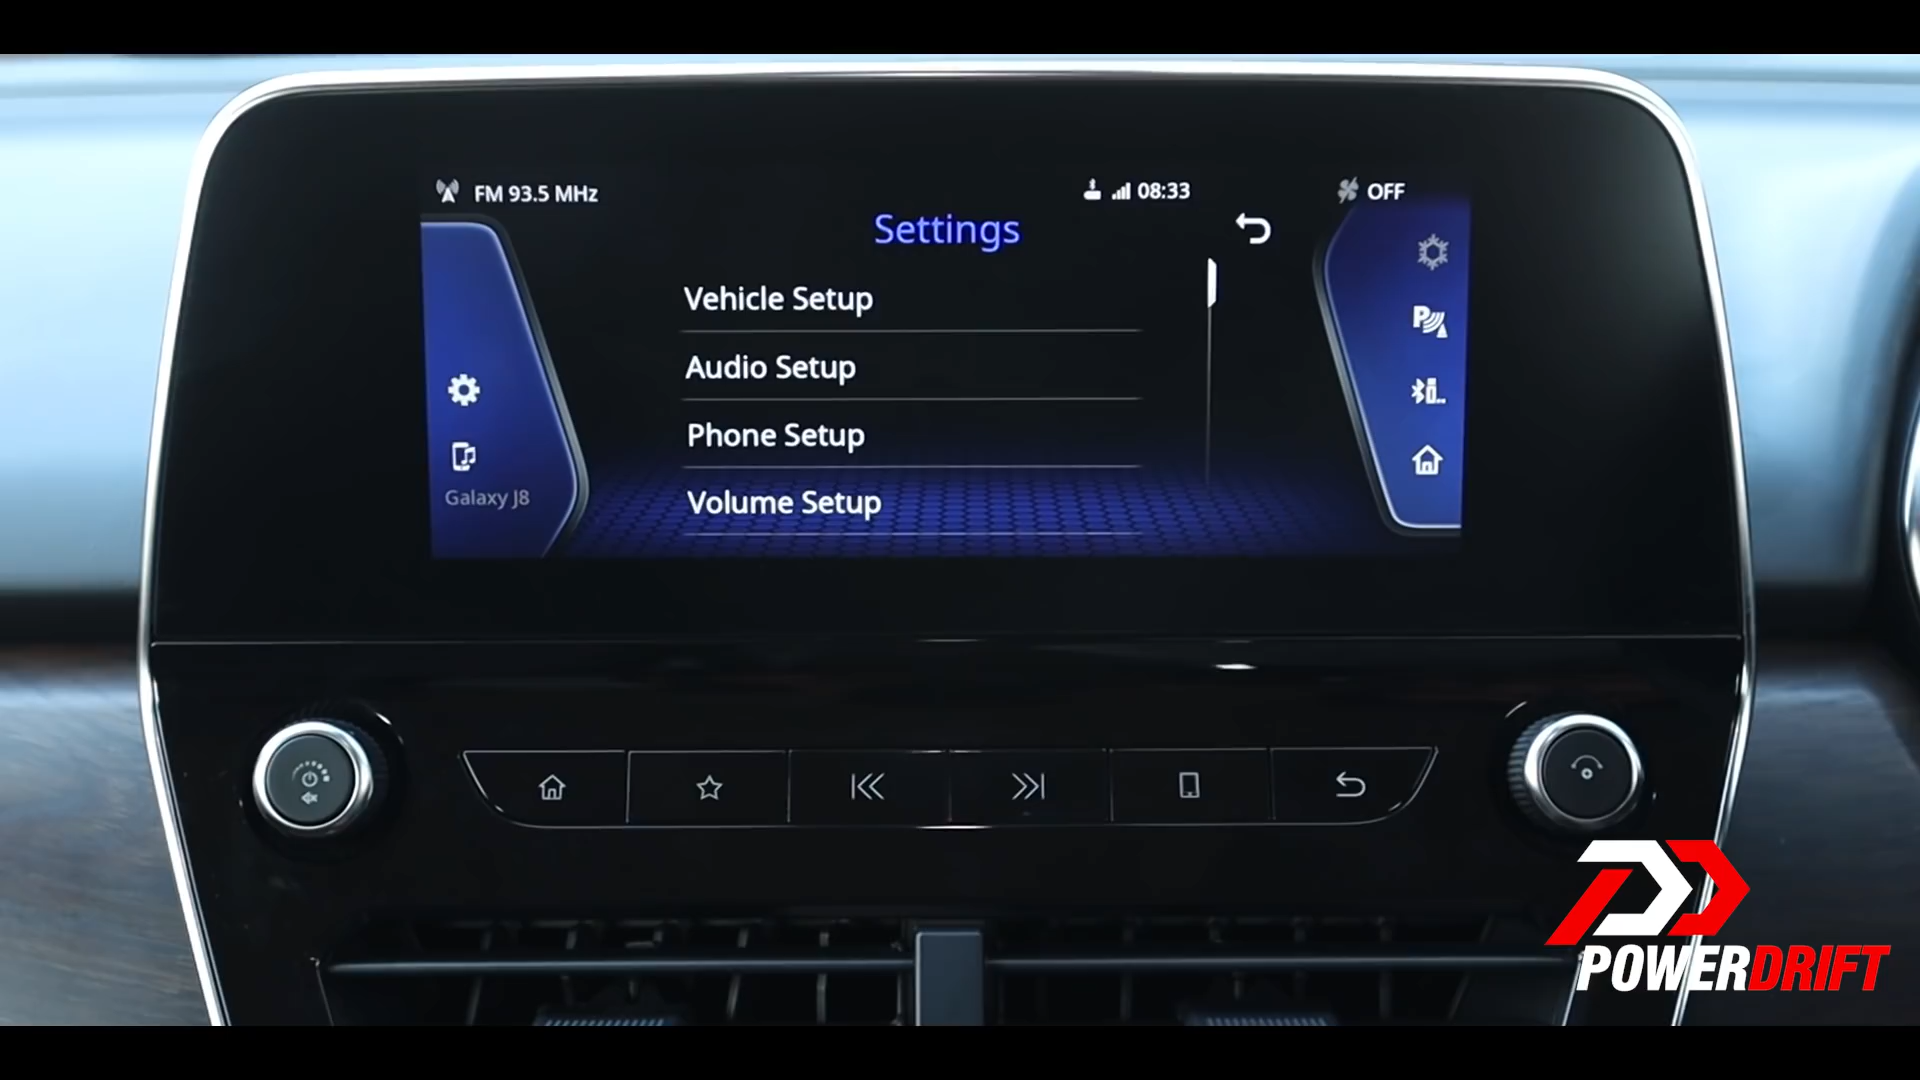 FM 93.5 MHz
08:33
OFF
Settings
Vehicle Setup
Audio Setup
Phone Setup
Volume Setup
Galaxy J8
P
POWERDRIFT